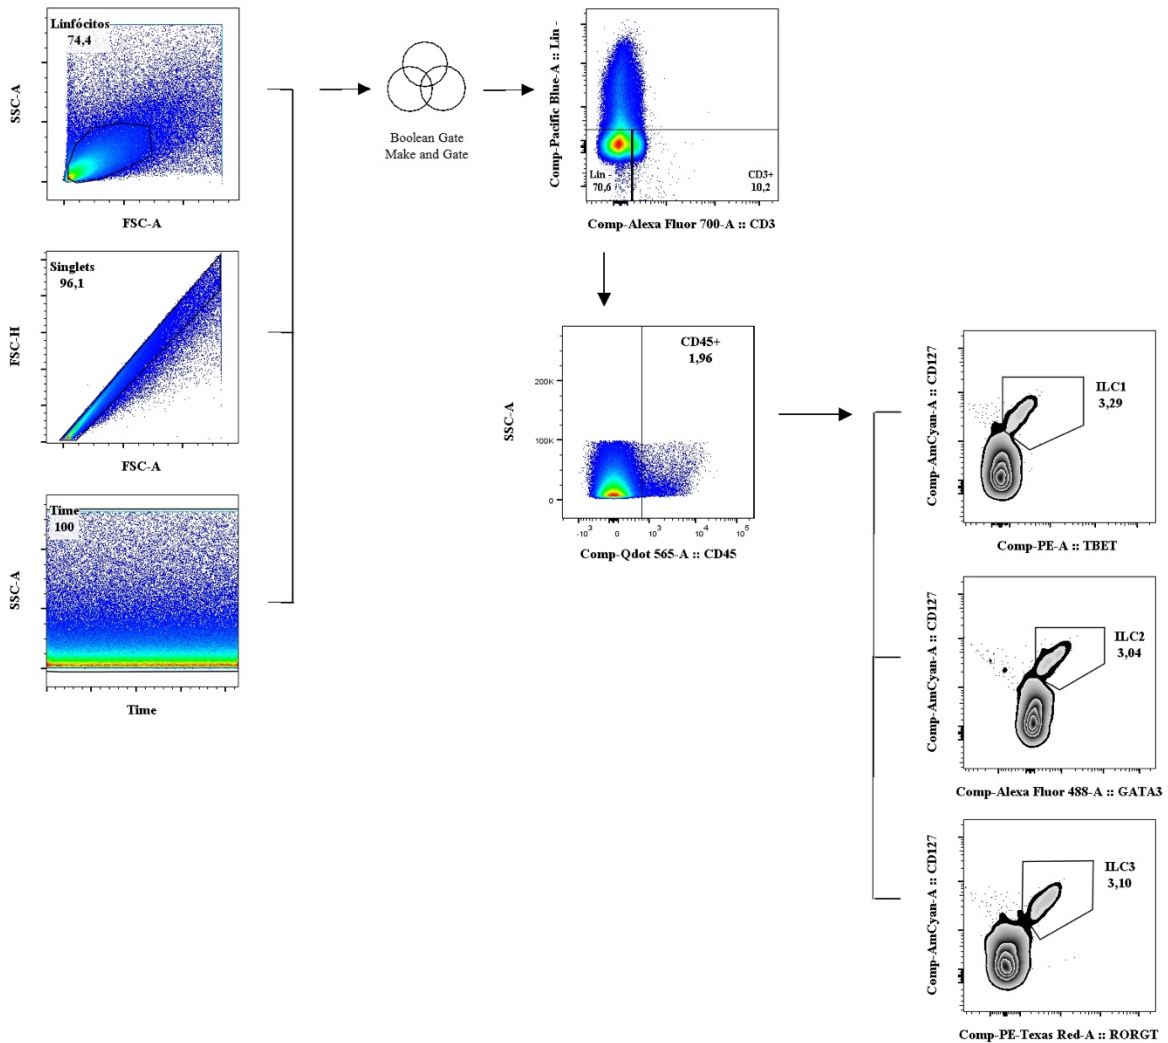 Linfócitos
74,4
SSC-A
FSC-A
Singlets
96,1
FSC-H
FSC-A
Time
100
SSC-A
Time
Boolean Gate
Make and Gate
Comp-Pacific Blue-A :: Lin -
Lin -
70,6
CD3+
10,2
Comp-Alexa Fluor 700-A :: CD3
CD45+
1,96
SSC-A
200K
100K
0
-10^3
0
10^3
10^4
10^5
Comp-Qdot 565-A :: CD45
Comp-AmCyan-A :: CD127
ILC1
3,29
Comp-PE-A :: TBET
Comp-AmCyan-A :: CD127
ILC2
3,04
Comp-Alexa Fluor 488-A :: GATA3
Comp-AmCyan-A :: CD127
ILC3
3,10
Comp-PE-Texas Red-A :: RORGT